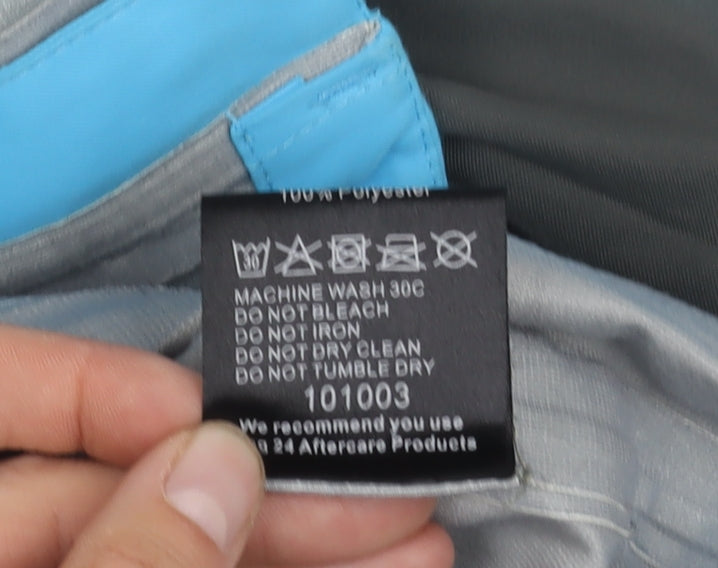 100% Polyester
30
MACHINE WASH 30C
DO NOT BLEACH
DO NOT IRON
DO NOT DRY CLEAN
DO NOT TUMBLE DRY
101003
We recommend you use
24 Aftercare Products